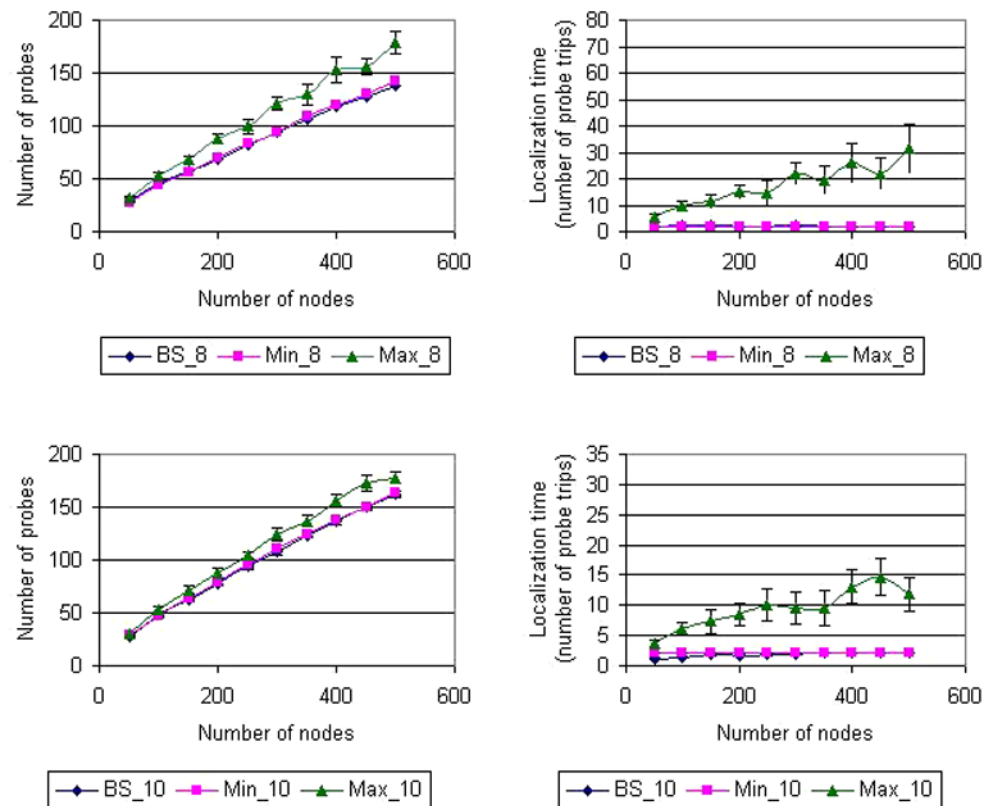 Number of probes
200
150
100
50
0
0 200 400 600
Number of nodes
BS_8 Min_8 Max_8
Localization time
(number of probe trips)
80
70
60
50
40
30
20
10
0
0 200 400 600
Number of nodes
BS_8 Min_8 Max_8
Number of probes
200
150
100
50
0
0 200 400 600
Number of nodes
BS_10 Min_10 Max_10
Localization time
(number of probe trips)
35
30
25
20
15
10
5
0
0 200 400 600
Number of nodes
BS_10 Min_10 Max_10